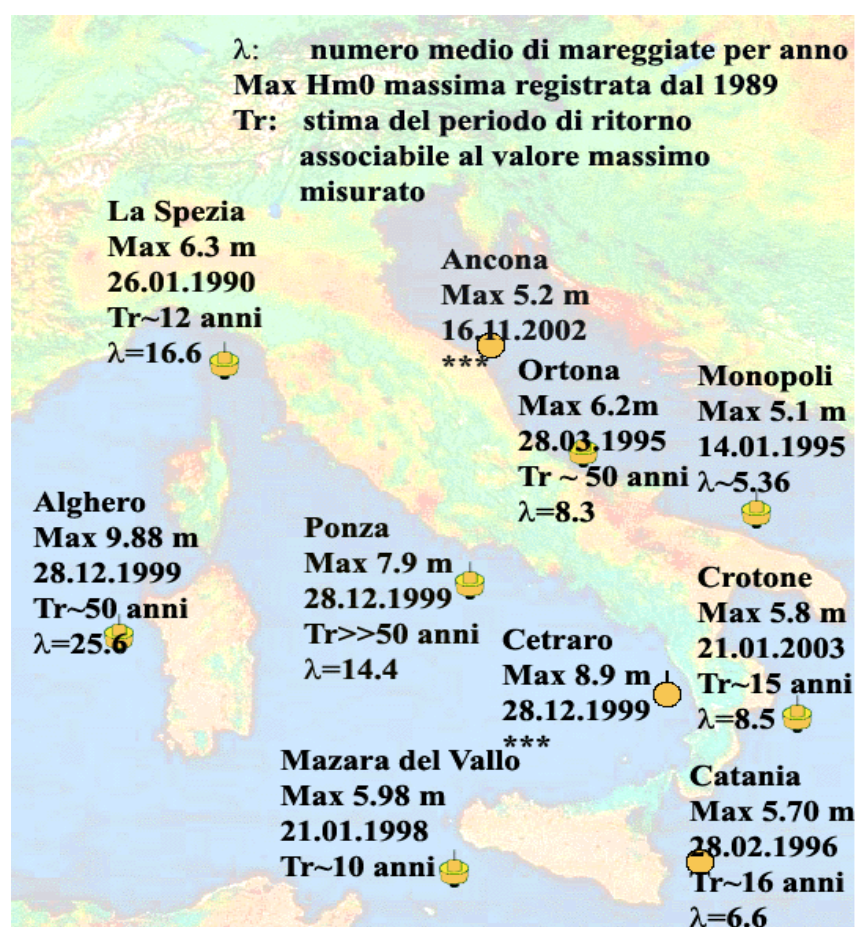 λ: numero medio di mareggiate per anno
Max Hm0 massima registrata dal 1989
Tr: stima del periodo di ritorno
associabile al valore massimo
misurato
La Spezia
Max 6.3 m
26.01.1990
Tr~12 anni
λ=16.6
Ancona
Max 5.2 m
16.11.2002
***
Ortona
Max 6.2m
28.03.1995
Tr ~ 50 anni
λ=8.3
Monopoli
Max 5.1 m
14.01.1995
λ~5.36
Alghero
Max 9.88 m
28.12.1999
Tr~50 anni
λ=25.6
Ponza
Max 7.9 m
28.12.1999
Tr>>50 anni
λ=14.4
Cetraro
Max 8.9 m
28.12.1999
***
Crotone
Max 5.8 m
21.01.2003
Tr~15 anni
λ=8.5
Mazara del Vallo
Max 5.98 m
21.01.1998
Tr~10 anni
Catania
Max 5.70 m
28.02.1996
Tr~16 anni
λ=6.6